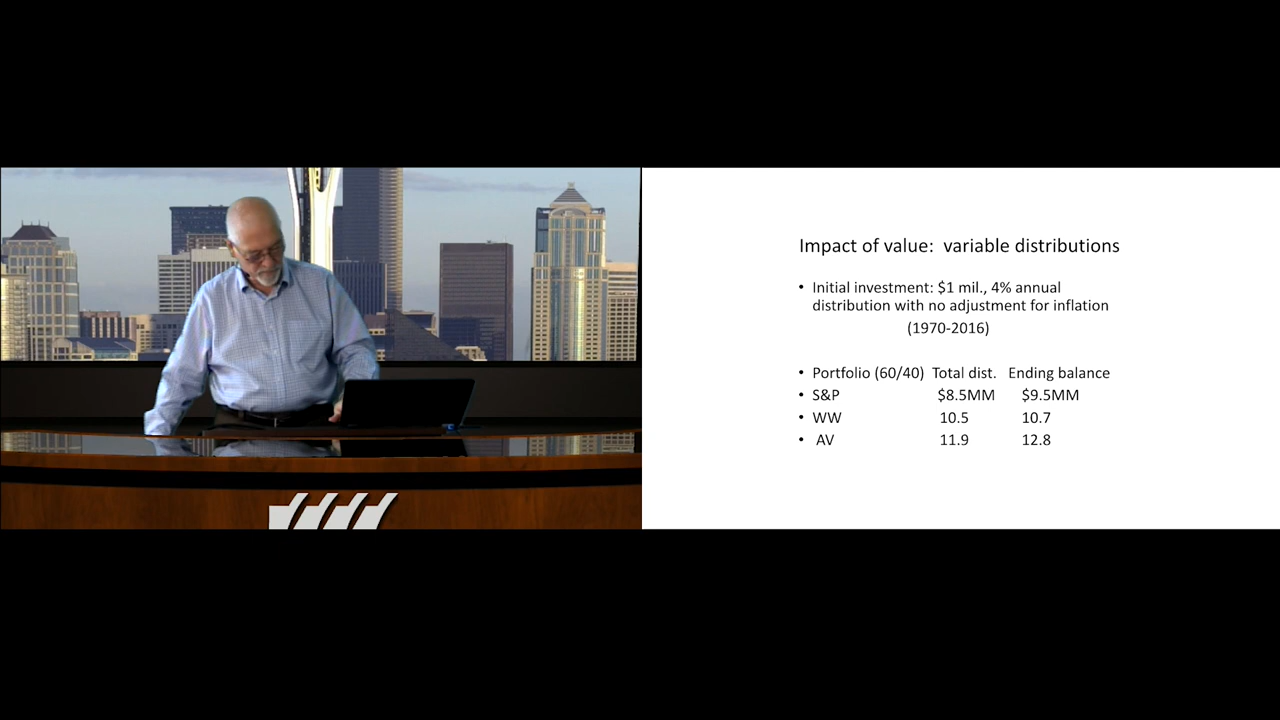 Impact of value:  variable distributions
• Initial investment: $1 mil., 4% annual
distribution with no adjustment for inflation
(1970-2016)
• Portfolio (60/40)  Total dist.   Ending balance
• S&P   $8.5MM   $9.5MM
• WW   10.5   10.7
• AV   11.9   12.8